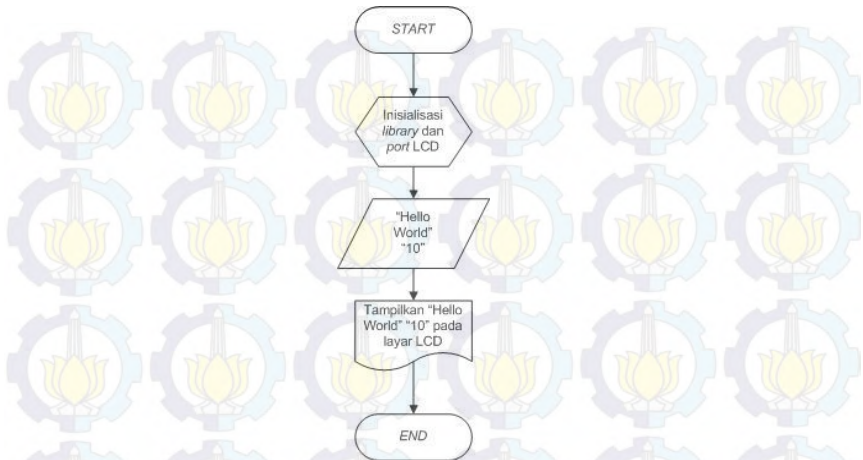 START
Inisialisasi
library dan
port LCD
“Hello
World”
“10”
Tampilkan “Hello
World” “10” pada
layar LCD
END